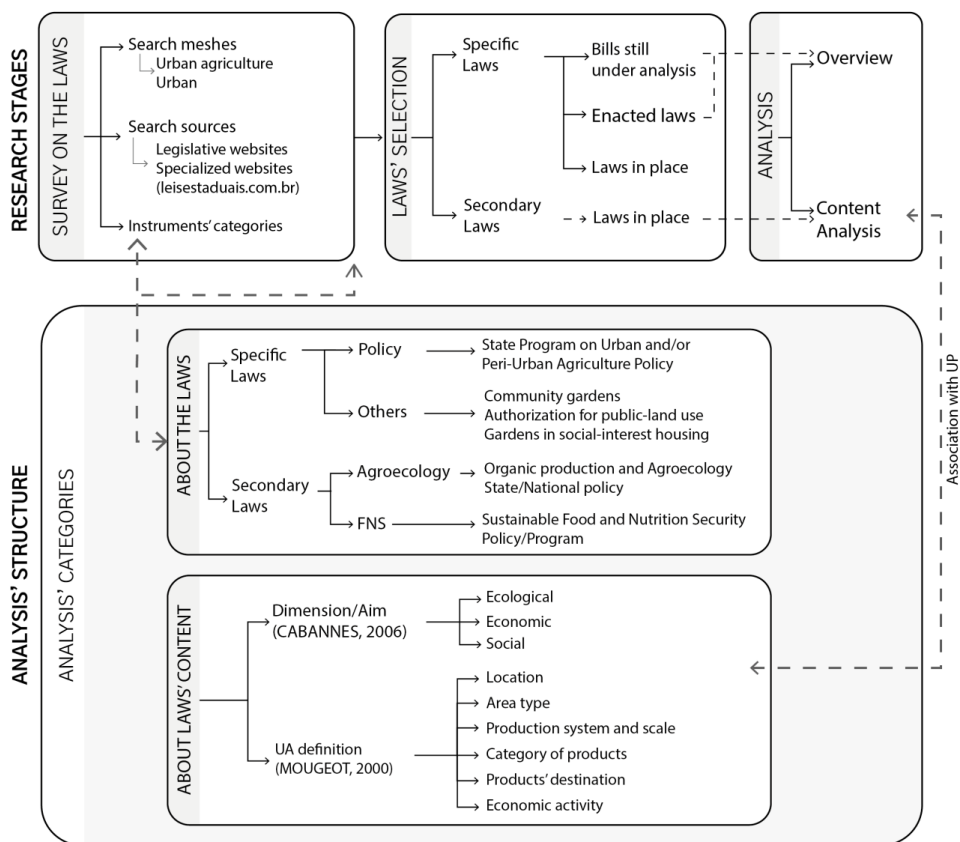 RESEARCH STAGES
SURVEY ON THE LAWS
Search meshes
Urban agriculture
Urban
Search sources
Legislative websites
Specialized websites
(leisestaduais.com.br)
Instruments' categories
LAWS' SELECTION
Specific
Laws
Bills still
under analysis
Enacted laws
Laws in place
Secondary
Laws
Laws in place
ANALYSIS
Overview
Content
Analysis
Association with UP
ANALYSIS' STRUCTURE
ANALYSIS' CATEGORIES
ABOUT THE LAWS
Specific
Laws
Policy
State Program on Urban and/or
Peri-Urban Agriculture Policy
Others
Community gardens
Authorization for public-land use
Gardens in social-interest housing
Secondary
Laws
Agroecology
Organic production and Agroecology
State/National policy
FNS
Sustainable Food and Nutrition Security
Policy/Program
ABOUT LAWS' CONTENT
Dimension/Aim
(CABANNES, 2006)
Ecological
Economic
Social
UA definition
(MOUGEOT, 2000)
Location
Area type
Production system and scale
Category of products
Products' destination
Economic activity